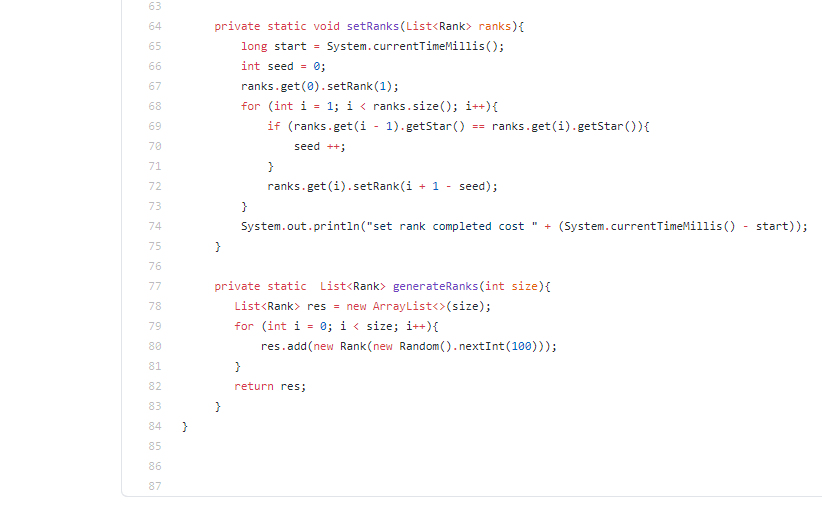 63
64 private static void setRanks(List<Rank> ranks){
65 long start = System.currentTimeMillis();
66 int seed = 0;
67 ranks.get(0).setRank(1);
68 for (int i = 1; i < ranks.size(); i++){
69 if (ranks.get(i - 1).getStar() == ranks.get(i).getStar()){
70 seed ++;
71 }
72 ranks.get(i).setRank(i + 1 - seed);
73 }
74 System.out.println("set rank completed cost " + (System.currentTimeMillis() - start));
75 }
76
77 private static  List<Rank> generateRanks(int size){
78 List<Rank> res = new ArrayList<>(size);
79 for (int i = 0; i < size; i++){
80 res.add(new Rank(new Random().nextInt(100)));
81 }
82 return res;
83 }
84 }
85
86
87